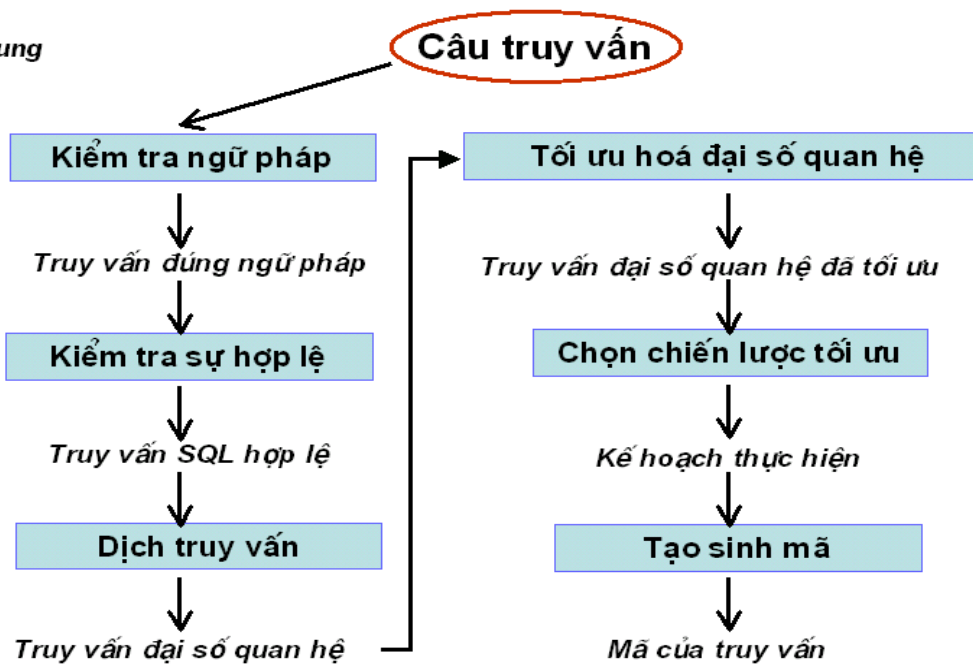 ung
Câu truy vấn
Kiểm tra ngữ pháp
Truy vấn đúng ngữ pháp
Kiểm tra sự hợp lệ
Truy vấn SQL hợp lệ
Dịch truy vấn
Truy vấn đại số quan hệ
Tối ưu hoá đại số quan hệ
Truy vấn đại số quan hệ đã tối ưu
Chọn chiến lược tối ưu
Kế hoạch thực hiện
Tạo sinh mã
Mã của truy vấn